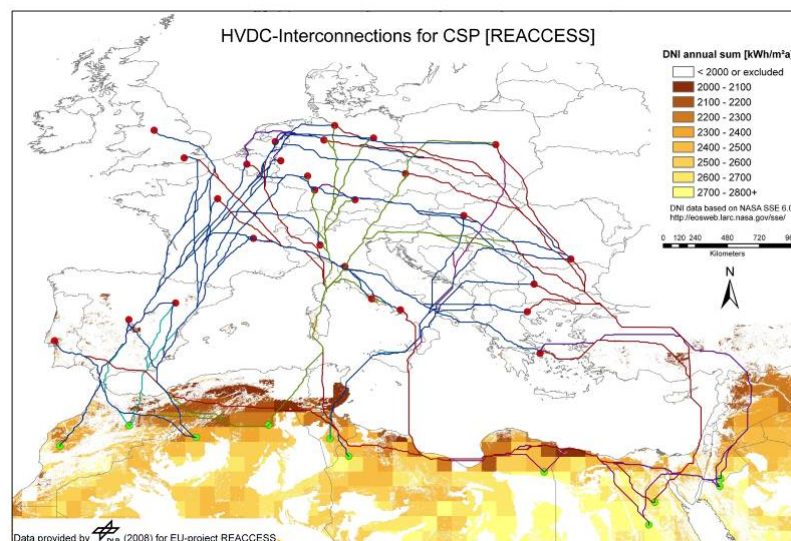 HVDC-Interconnections for CSP [REACCESS]
DNI annual sum [kWh/m²a]
< 2000 or excluded
2000 - 2100
2100 - 2200
2200 - 2300
2300 - 2400
2400 - 2500
2500 - 2600
2600 - 2700
2700 - 2800+
DNI data based on NASA SSE 6.0
http://eosweb.larc.nasa.gov/sse/
0 120 240 480 720 960
Kilometers
N
Data provided by DLR (2008) for EU-project REACCESS